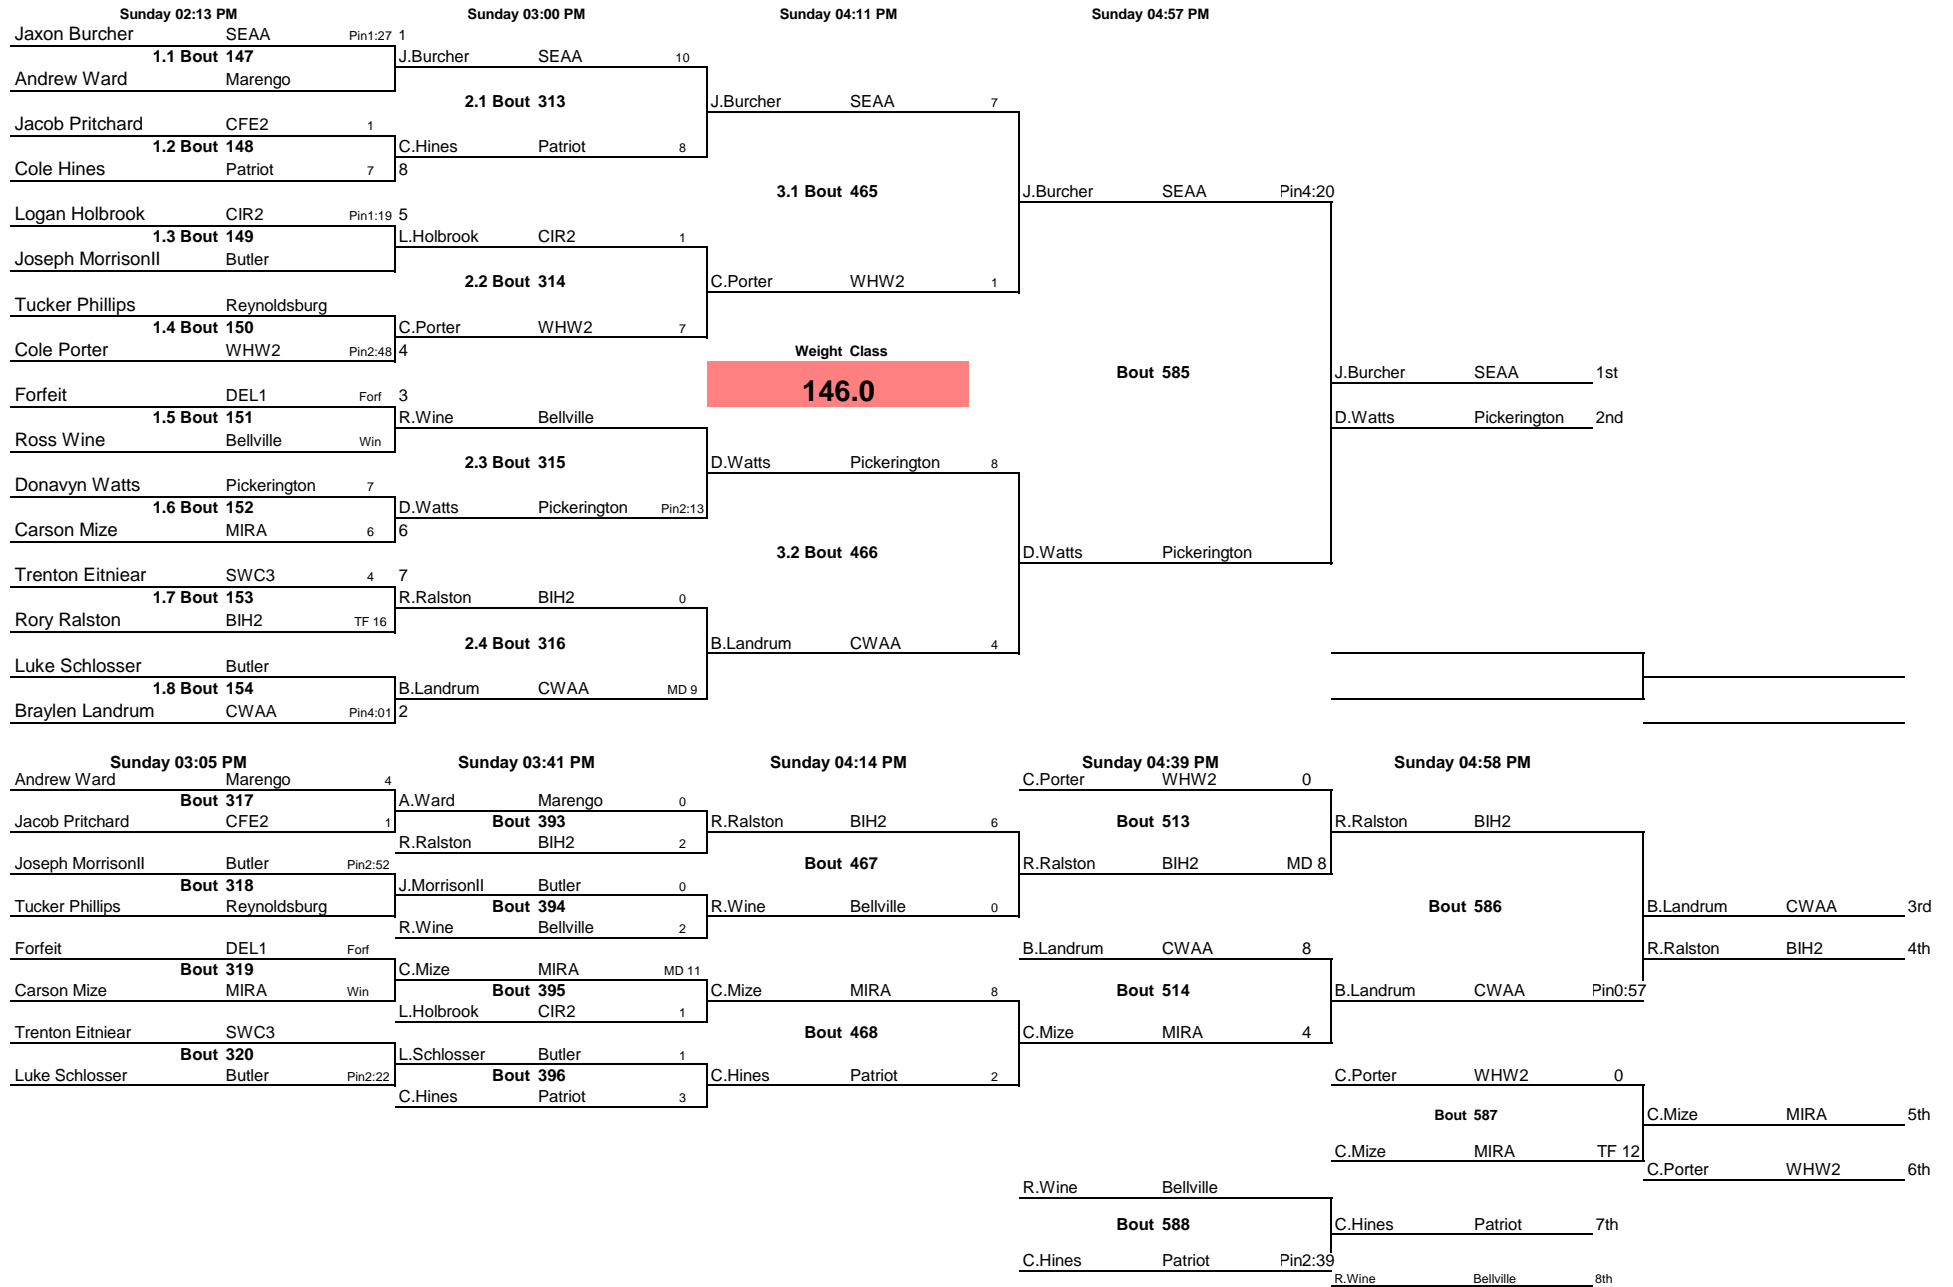 Sunday 02:13 PM Sunday 03:00 PM Sunday 04:11 PM Sunday 04:57 PM
Jaxon Burcher SEAA Pin1:27 1
1.1 Bout 147 J.Burcher SEAA 10
Andrew Ward Marengo
2.1 Bout 313 J.Burcher SEAA 7
Jacob Pritchard CFE2 1
1.2 Bout 148 C.Hines Patriot 8
Cole Hines Patriot 7 8
3.1 Bout 465 J.Burcher SEAA Pin4:20
Logan Holbrook CIR2 Pin1:19 5
1.3 Bout 149 L.Holbrook CIR2 1
Joseph MorrisonII Butler
2.2 Bout 314 C.Porter WHW2 1
Tucker Phillips Reynoldsburg
1.4 Bout 150 C.Porter WHW2 7
Cole Porter WHW2 Pin2:48 4 Weight Class
Bout 585 J.Burcher SEAA 1st
Forfeit DEL1 Forf 3 146.0
1.5 Bout 151 R.Wine Bellville D.Watts Pickerington 2nd
Ross Wine Bellville Win
2.3 Bout 315 D.Watts Pickerington 8
Donavyn Watts Pickerington 7
1.6 Bout 152 D.Watts Pickerington Pin2:13
Carson Mize MIRA 6 6
3.2 Bout 466 D.Watts Pickerington
Trenton Eitniear SWC3 4 7
1.7 Bout 153 R.Ralston BIH2 0
Rory Ralston BIH2 TF 16
2.4 Bout 316 B.Landrum CWAA 4
Luke Schlosser Butler
1.8 Bout 154 B.Landrum CWAA MD 9
Braylen Landrum CWAA Pin4:01 2
Sunday 03:05 PM Sunday 03:41 PM Sunday 04:14 PM Sunday 04:39 PM Sunday 04:58 PM
Andrew Ward Marengo 4 C.Porter WHW2 0
Bout 317 A.Ward Marengo 0
Jacob Pritchard CFE2 1 Bout 393 R.Ralston BIH2 6 Bout 513 R.Ralston BIH2
R.Ralston BIH2 2
Joseph MorrisonII Butler Pin2:52 Bout 467 R.Ralston BIH2 MD 8
Bout 318 J.MorrisonII Butler 0
Tucker Phillips Reynoldsburg Bout 394 R.Wine Bellville 0 Bout 586 B.Landrum CWAA 3rd
R.Wine Bellville 2
Forfeit DEL1 Forf B.Landrum CWAA 8 R.Ralston BIH2 4th
Bout 319 C.Mize MIRA MD 11
Carson Mize MIRA Win Bout 395 C.Mize MIRA 8 Bout 514 B.Landrum CWAA Pin0:57
L.Holbrook CIR2 1
Trenton Eitniear SWC3 Bout 468 C.Mize MIRA 4
Bout 320 L.Schlosser Butler 1
Luke Schlosser Butler Pin2:22 Bout 396 C.Hines Patriot 2 C.Porter WHW2 0
C.Hines Patriot 3
Bout 587 C.Mize MIRA 5th
C.Mize MIRA TF 12
C.Porter WHW2 6th
R.Wine Bellville
Bout 588 C.Hines Patriot 7th
C.Hines Patriot Pin2:39
R.Wine Bellville 8th